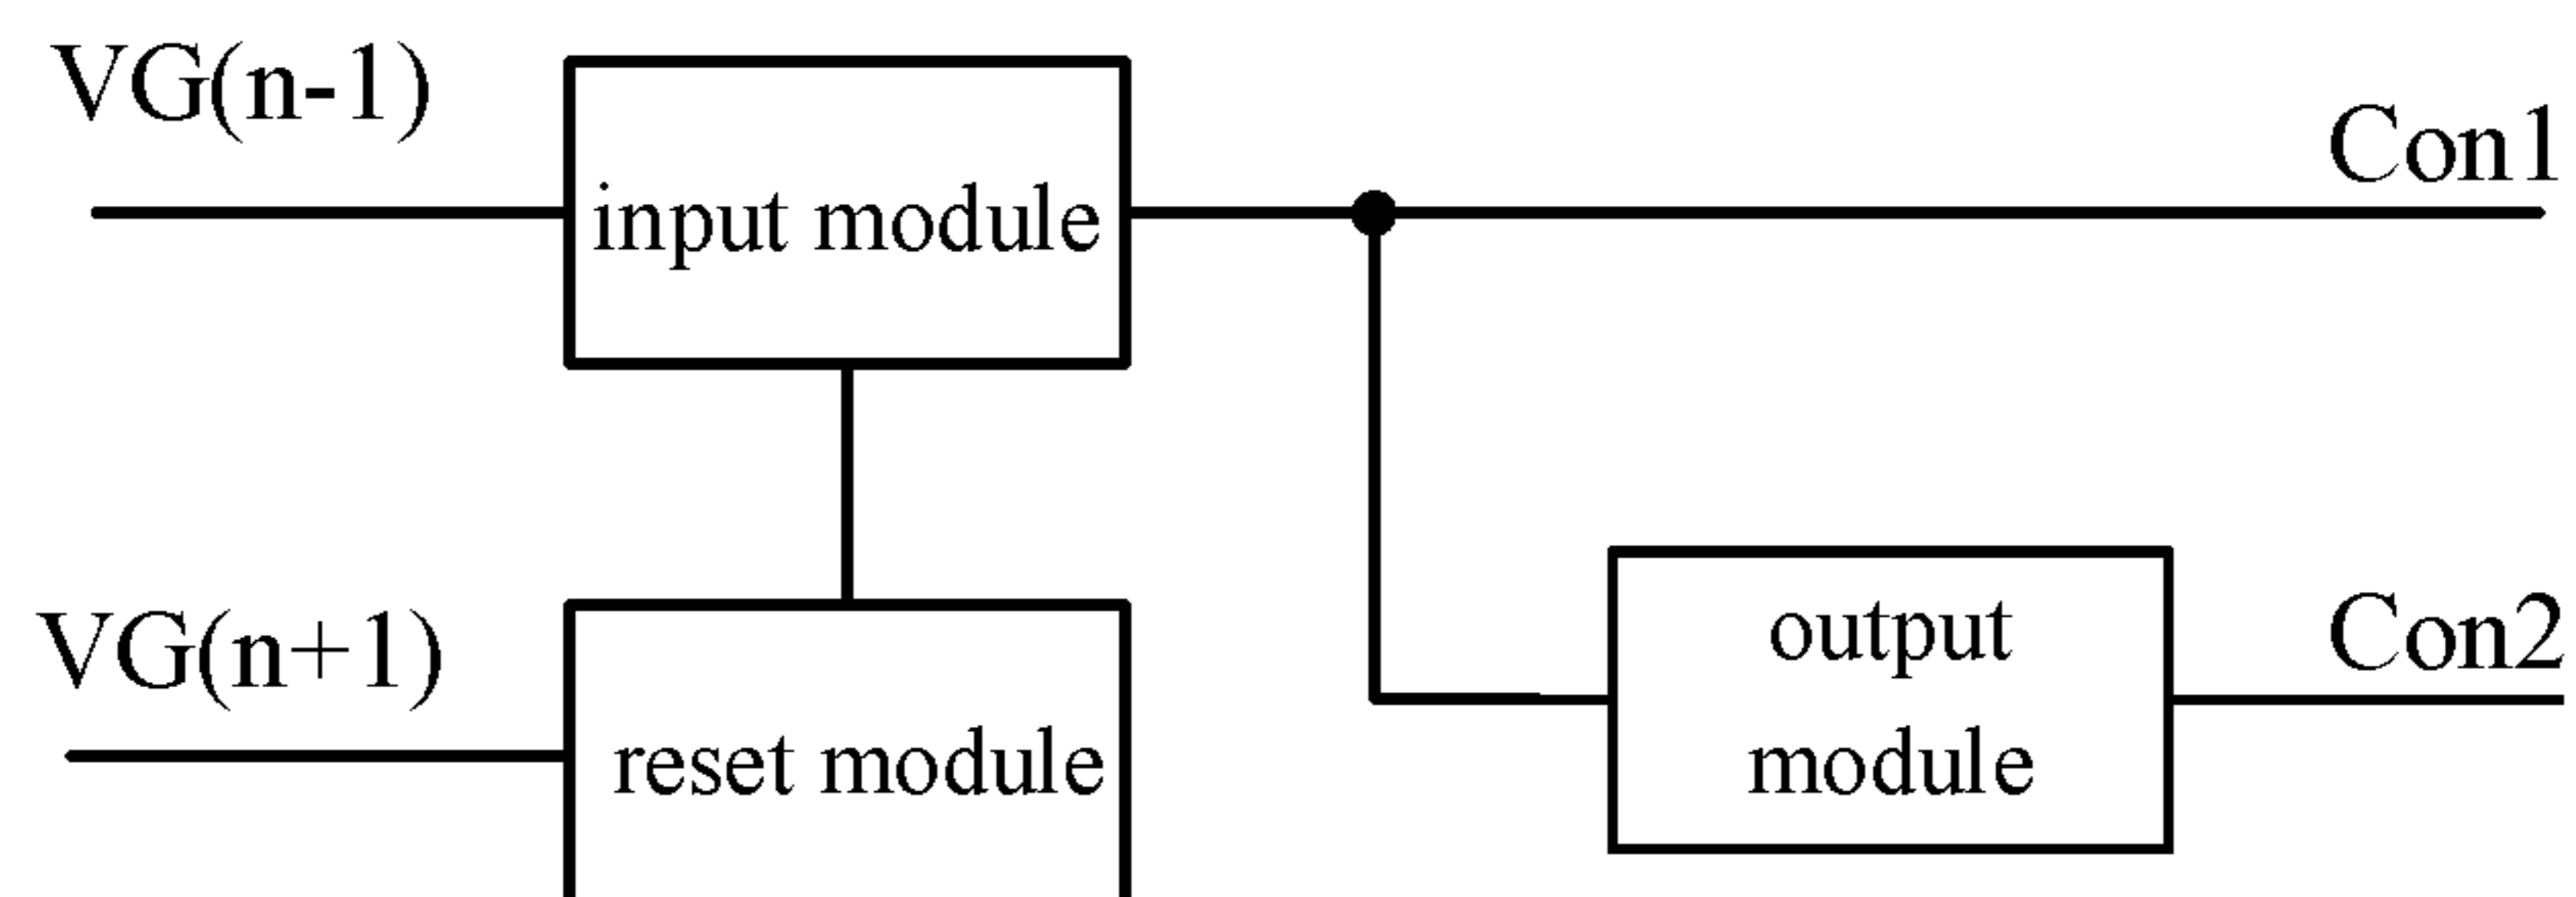 VG(n-1)
input module
Con1
VG(n+1)
reset module
output
module
Con2